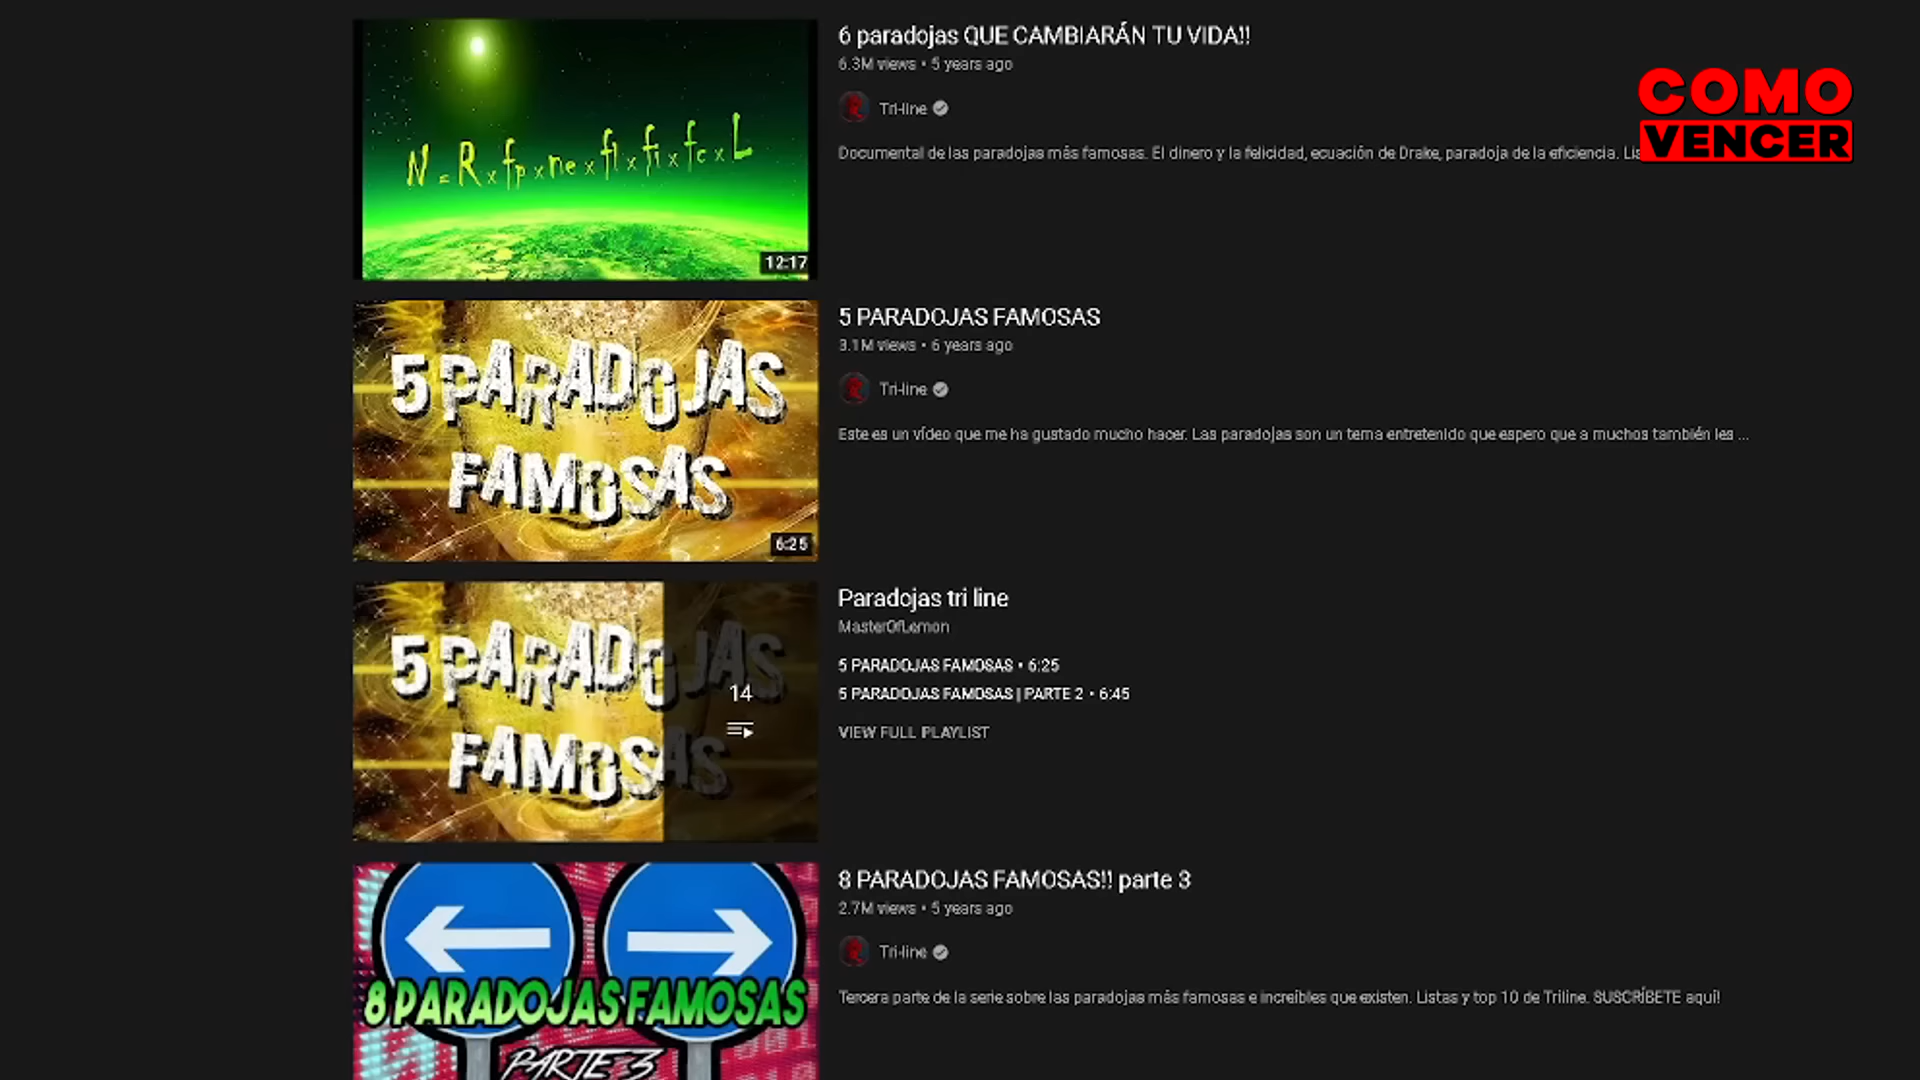 6 paradojas QUE CAMBIARÁN TU VIDA!!
6.3M views • 5 years ago
Tri-line
Documental de las paradojas más famosas. El dinero y la felicidad, ecuación de Drake, paradoja de la eficiencia.
COMO
VENCER
N = R x fp x ne x fl x fi x fc x L
12:17
5 PARADOJAS FAMOSAS
3.1M views • 6 years ago
Tri-line
Este es un vídeo que me ha gustado mucho hacer. Las paradojas son un tema entretenido que espero que a muchos también les ...
5 PARADOJAS
FAMOSAS
6:25
Paradojas tri line
MasterOfLemon
5 PARADOJAS FAMOSAS • 6:25
5 PARADOJAS FAMOSAS | PARTE 2 • 6:45
VIEW FULL PLAYLIST
5 PARADOJAS
FAMOSAS
14
8 PARADOJAS FAMOSAS!! parte 3
2.7M views • 5 years ago
Tri-line
Tercera parte de la serie sobre las paradojas más famosas e increíbles que existen. Listas y top 10 de Triline. SUSCRÍBETE aquí!
8 PARADOJAS FAMOSAS
PARTE 3